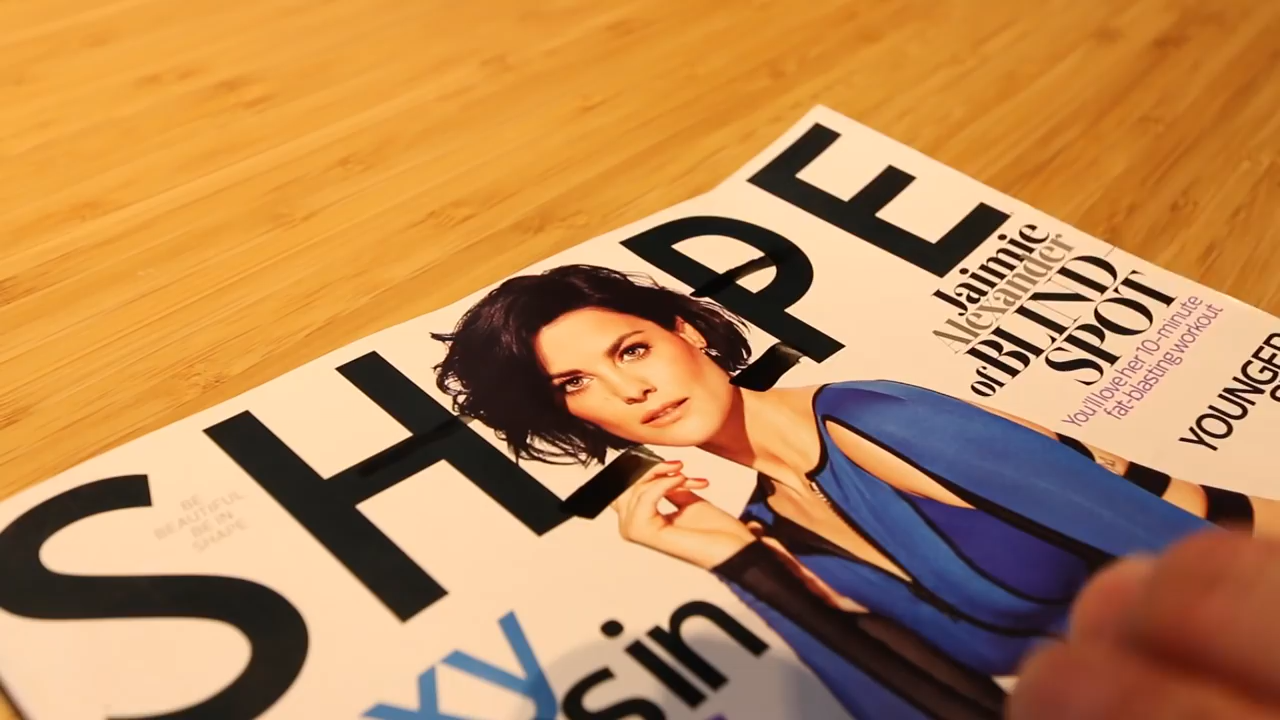 SHAPE
BE
BEAUTIFUL
BE IN
SHAPE
Jaimie
Alexander
of BLIND
SPOT
You'll love her 10-minute
fat-blasting workout
YOUNGER
xy
sin